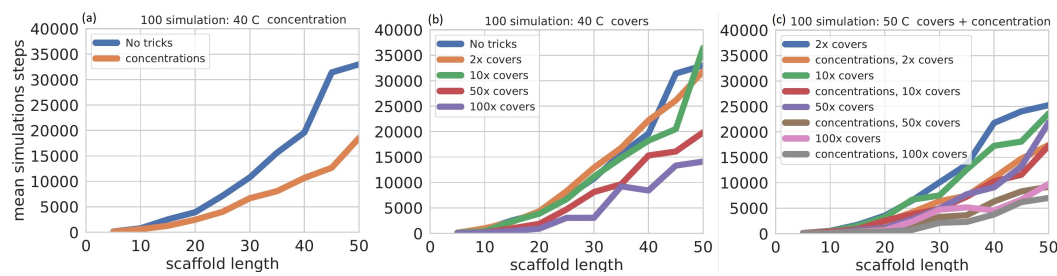 (a) 100 simulation: 40 C concentration
mean simulations steps
40000
35000
30000
25000
20000
15000
10000
5000
0
0 10 20 30 40 50
scaffold length
No tricks
concentrations
(b) 100 simulation: 40 C covers
40000
35000
30000
25000
20000
15000
10000
5000
0
0 10 20 30 40 50
scaffold length
No tricks
2x covers
10x covers
50x covers
100x covers
(c) 100 simulation: 50 C covers + concentration
40000
35000
30000
25000
20000
15000
10000
5000
0
0 10 20 30 40 50
scaffold length
2x covers
concentrations, 2x covers
10x covers
concentrations, 10x covers
50x covers
concentrations, 50x covers
100x covers
concentrations, 100x covers